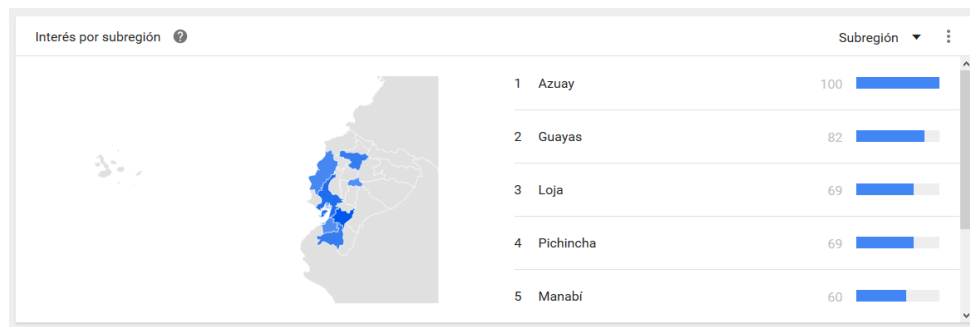 Interés por subregión ?
Subregión
1 Azuay 100
2 Guayas 82
3 Loja 69
4 Pichincha 69
5 Manabí 60